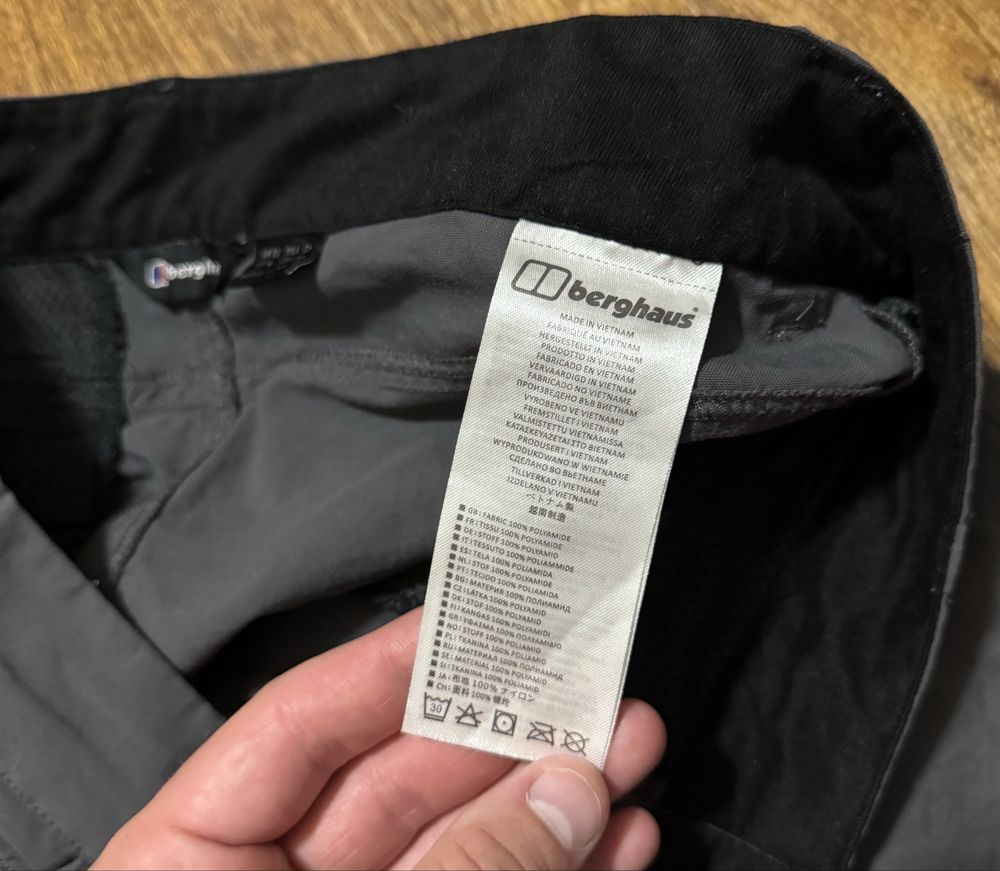 berghaus
MADE IN VIETNAM
FABRIQUÉ AU VIETNAM
HERGESTELLT IN VIETNAM
PRODOTTO IN VIETNAM
FABRICADO EN VIETNAM
VERVAARDIGD IN VIETNAM
FABRICADO NO VIETNAME
ПРОИЗВЕДЕНО ВЪВ ВИЕТНАМ
VYROBENO VE VIETNAMU
FREMSTILLET I VIETNAM
VALMISTETTU VIETNAMISSA
ΚΑΤΑΣΚΕΥΑΖΕΤΑΙ ΣΤΟ ΒΙΕΤΝΑΜ
PRODUSERT I VIETNAM
WYPRODUKOWANO W WIETNAMIE
СДЕЛАНО ВО ВЬЕТНАМЕ
TILLVERKAD I VIETNAM
IZDELANO V VIETNAMU
ベトナム製
越南制造
GB: FABRIC 100% POLYAMIDE
FR: TISSU 100% POLYAMIDE
DE: STOFF 100% POLYAMID
IT: TESSUTO 100% POLIAMMIDE
ES: TELA 100% POLIAMIDA
NL: STOF 100% POLYAMIDE
PT: TECIDO 100% POLIAMIDA
BG: МАТЕРИЯ 100% ПОЛИАМИД
CZ: LÁTKA 100% POLYAMID
DK: STOF 100% POLYAMID
FI: KANGAS 100% POLYAMIDI
GR: ΥΦΑΣΜΑ 100% ΠΟΛΥΑΜΙΔΙΟ
NO: STOFF 100% POLYAMID
PL: TKANINA 100% POLYAMID
RU: МАТЕРИАЛ 100% ПОЛИАМИД
SE: MATERIAL 100% POLYAMID
SI: TKANINA 100% POLYAMID
JA: 布地 100% ナイロン
CH: 面料 100% 锦纶
30
bergh